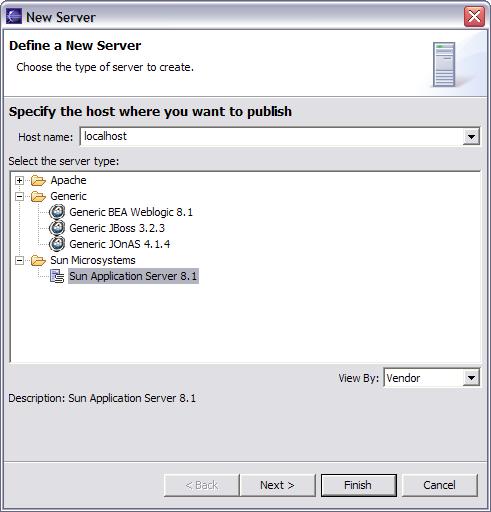 New Server
Define a New Server
Choose the type of server to create.
Specify the host where you want to publish
Host name: localhost
Select the server type:
Apache
Generic
Generic BEA Weblogic 8.1
Generic JBoss 3.2.3
Generic JOnAS 4.1.4
Sun Microsystems
Sun Application Server 8.1
View By: Vendor
Description: Sun Application Server 8.1
< Back Next > Finish Cancel